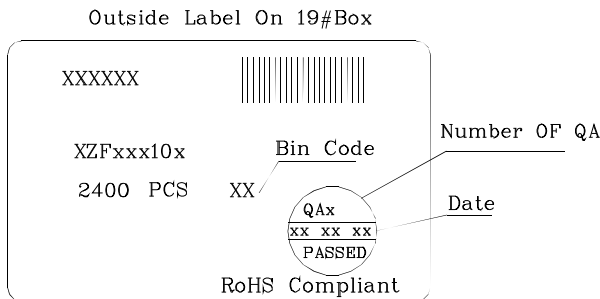 Outside Label On 19#Box
XXXXXX
Number OF QA
XZFxxx10x
Bin Code
2400 PCS
XX
Date
QAx
xx xx xx
PASSED
RoHS Compliant